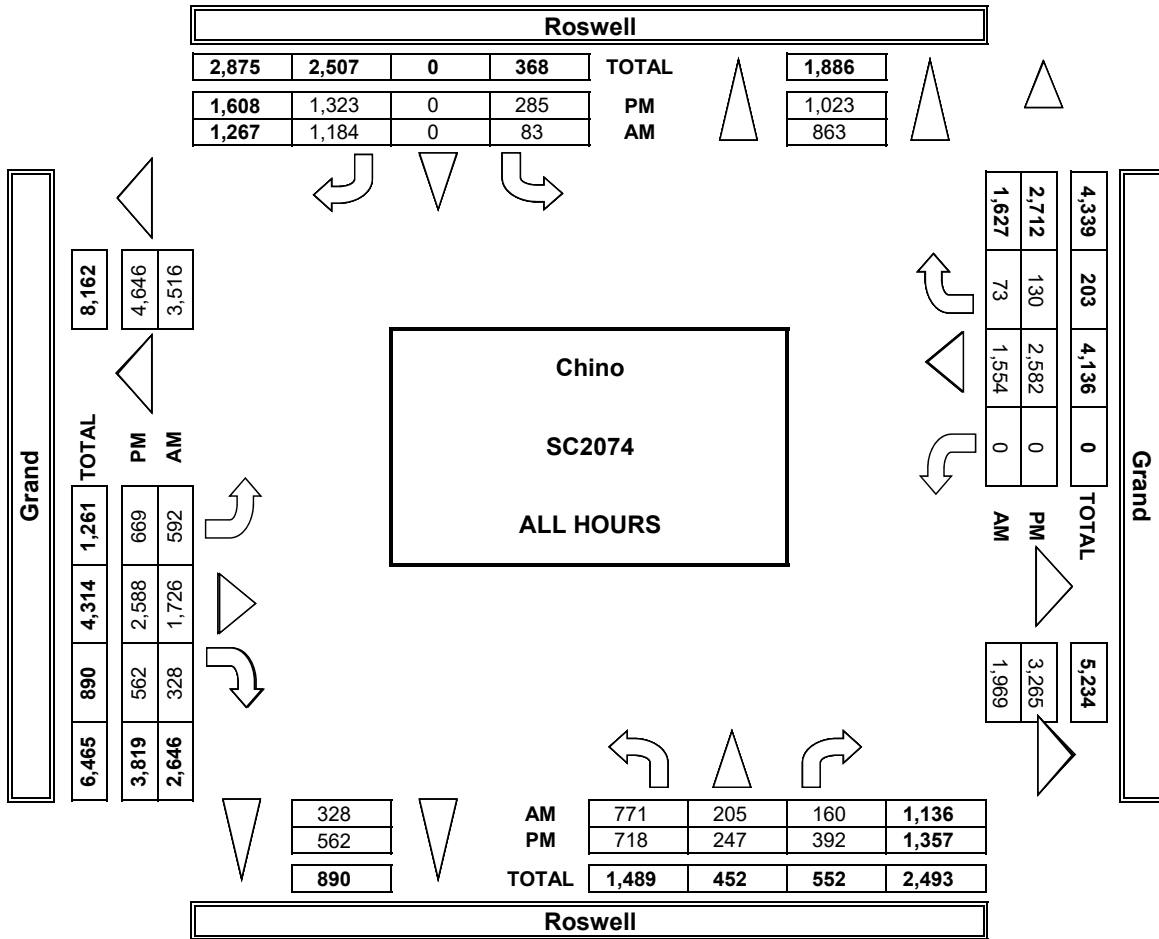 Roswell
2,875 2,507 0 368 TOTAL 1,886
1,608 1,323 0 285 PM 1,023
1,267 1,184 0 83 AM 863
Grand
8,162
4,646
3,516
TOTAL PM AM
1,261 669 592
4,314 2,588 1,726
890 562 328
6,465 3,819 2,646
Chino
SC2074
ALL HOURS
1,627 2,712 4,339
73 130 203
1,554 2,582 4,136
0 0 0
AM PM TOTAL
1,969 3,265 5,234
Grand
328 AM 771 205 160 1,136
562 PM 718 247 392 1,357
890 TOTAL 1,489 452 552 2,493
Roswell